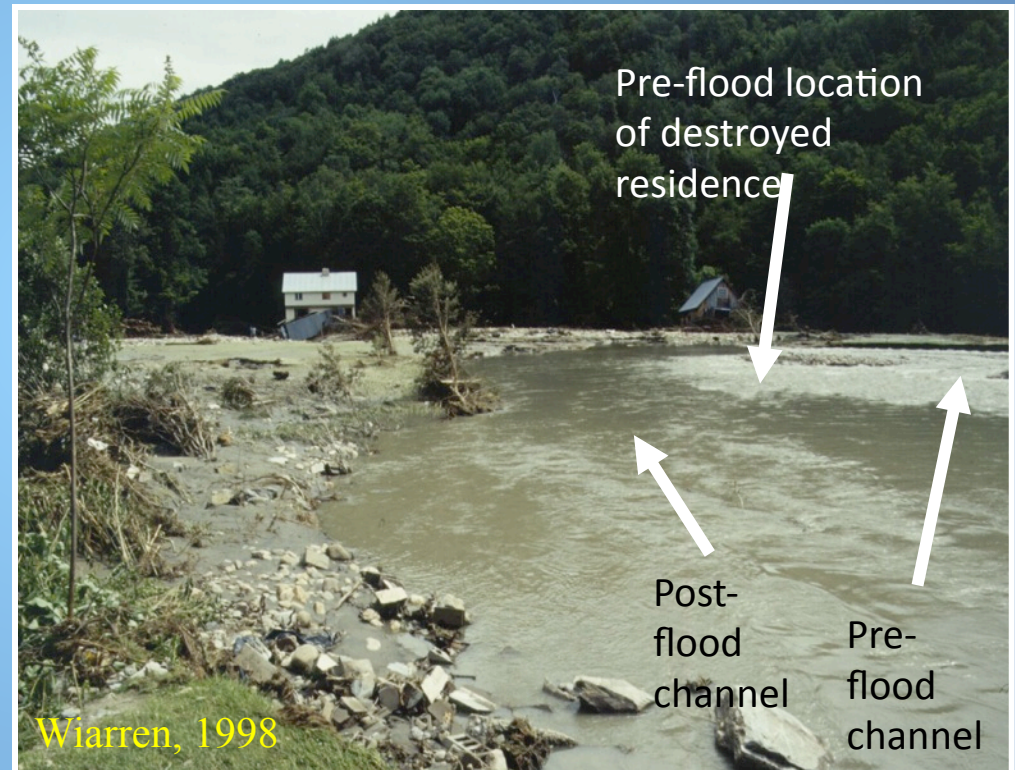 Pre-flood location
of destroyed
residence
Post-
flood
channel
Pre-
flood
channel
Wiarren, 1998